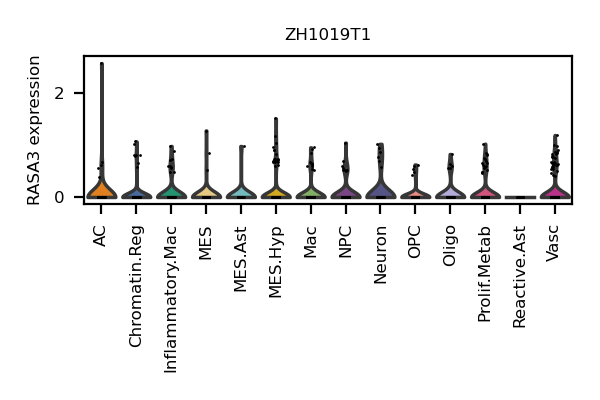 ZH1019T1
RASA3 expression
2
0
AC
Chromatin.Reg
Inflammatory.Mac
MES
MES.Ast
MES.Hyp
Mac
NPC
Neuron
OPC
Oligo
Prolif.Metab
Reactive.Ast
Vasc